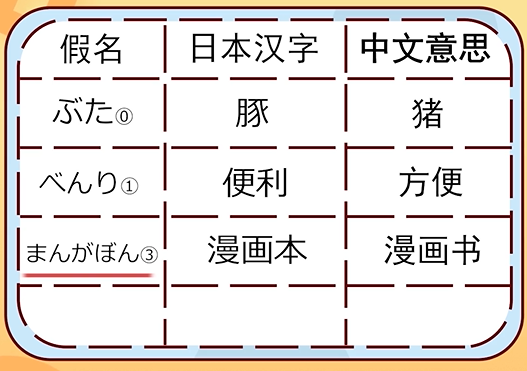 假名 日本汉字 中文意思
ぶた⓪ 豚 猪
べんり① 便利 方便
まんがぼん③ 漫画本 漫画书